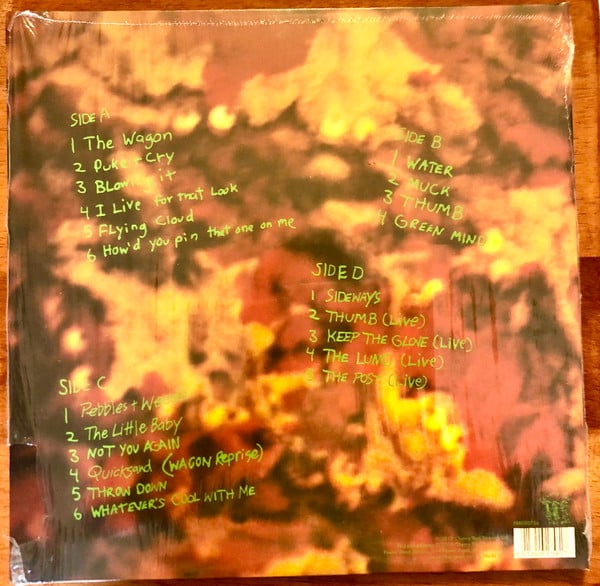 SIDE A
1 The Wagon
2 Puke + Cry
3 Blowing it
4 I Live for that Look
5 FLying Cloud
6 How'd you pin that one on me
SIDE B
1 WATER
2 MUCK
3 THUMB
4 GREEN MIND
SIDE D
1 SIDEWAYS
2 THUMB (Live)
3 KEEP THE GLOVE (Live)
4 THE LUNG (Live)
5 THE POST (Live)
SIDE C
1 Pebbles + Weeds
2 The Little Baby
3 NOT YOU AGAIN
4 Quicksand (WAGON Reprise)
5 THROW DOWN
6 WHATEVER'S COOL WITH ME